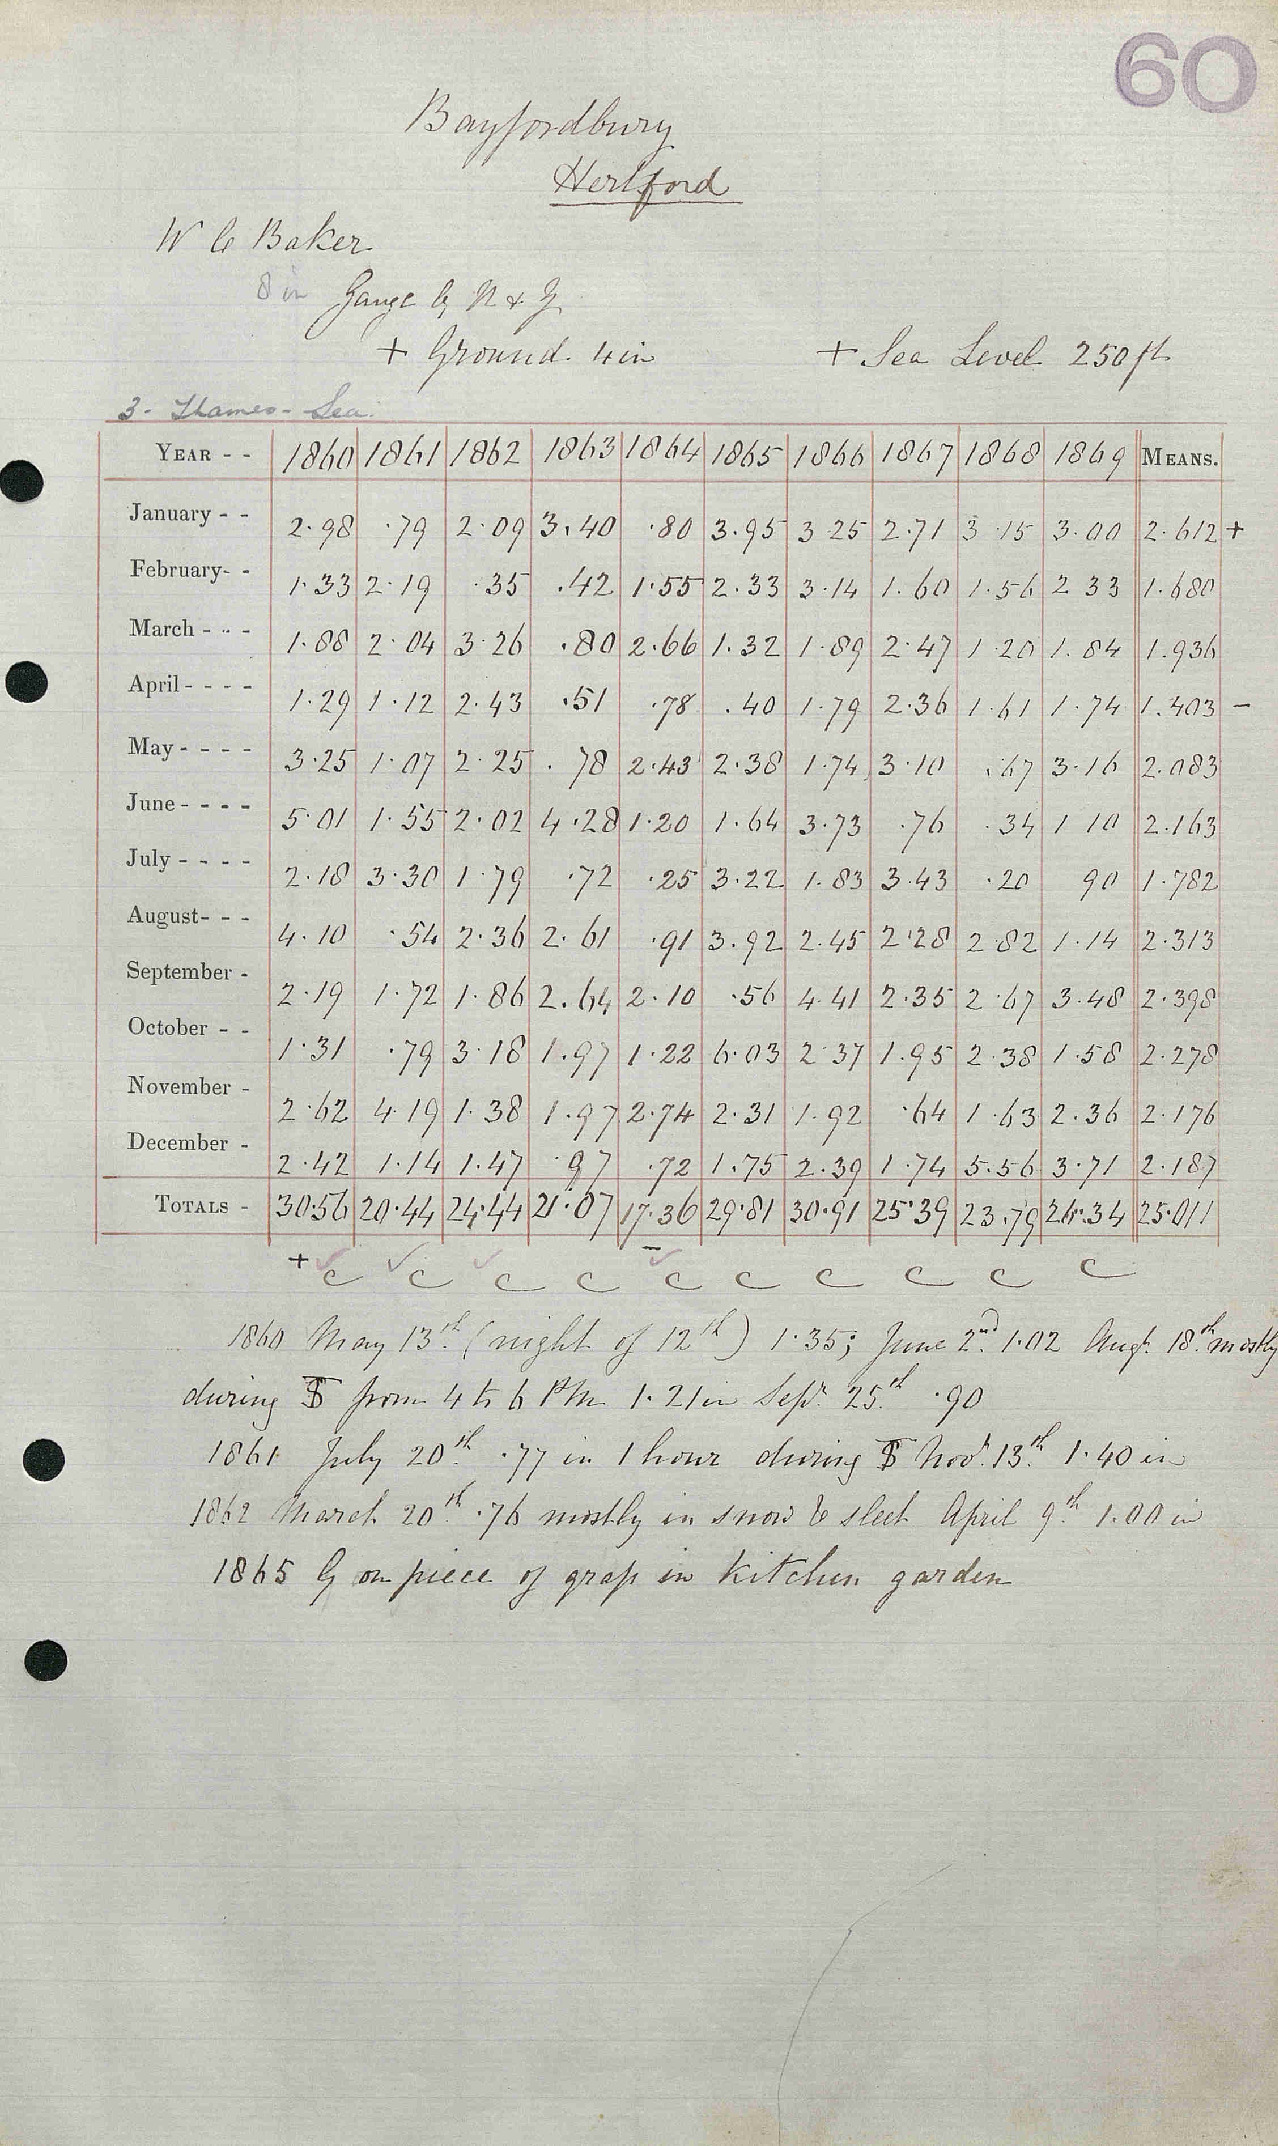 60
Bayfordbury
Hertford
W C Baker
8 in Gauge by N & Z
+ Ground. 4 in + Sea Level 250 ft
3 - Thames - Sea.
YEAR - - 1860 1861 1862 1863 1864 1865 1866 1867 1868 1869 MEANS.
January - - 2.98 .79 2.09 3.40 .80 3.95 3.25 2.71 3.15 3.00 2.612 +
February- - 1.33 2.19 .35 .42 1.55 2.33 3.14 1.60 1.56 2.33 1.680
March - - - 1.88 2.04 3.26 .80 2.66 1.32 1.89 2.47 1.20 1.84 1.936
April - - - - 1.29 1.12 2.43 .51 .78 .40 1.79 2.36 1.61 1.74 1.403 -
May - - - - 3.25 1.07 2.25 .78 2.43 2.38 1.74 3.10 .67 3.16 2.083
June - - - - 5.01 1.55 2.02 4.28 1.20 1.64 3.73 .76 .34 1.10 2.163
July - - - - 2.18 3.30 1.79 .72 .25 3.22 1.83 3.43 .20 90 1.782
August- - - 4.10 .54 2.36 2.61 .91 3.92 2.45 2.28 2.82 1.14 2.313
September - 2.19 1.72 1.86 2.64 2.10 .56 4.41 2.35 2.67 3.48 2.398
October - - 1.31 .79 3.18 1.97 1.22 6.03 2.37 1.95 2.38 1.58 2.278
November - 2.62 4.19 1.38 1.97 2.74 2.31 1.92 .64 1.63 2.36 2.176
December - 2.42 1.14 1.47 .97 .72 1.75 2.39 1.74 5.56 3.71 2.187
TOTALS - 30.56 20.44 24.44 21.07 17.36 29.81 30.91 25.39 23.79 26.34 25.011
+ c c c c - c c c c c c
1860 May 13th (night of 12th) 1.35; June 2nd 1.02 Augt. 18th mostly
during from 4 to 6 PM 1.21 in Sept. 25th .90
1861 July 20th .77 in 1 hour during Nov. 13th 1.40 in
1862 March 20th .76 mostly in snow & sleet April 9th 1.00 in
1865 G on piece of grass in Kitchen garden